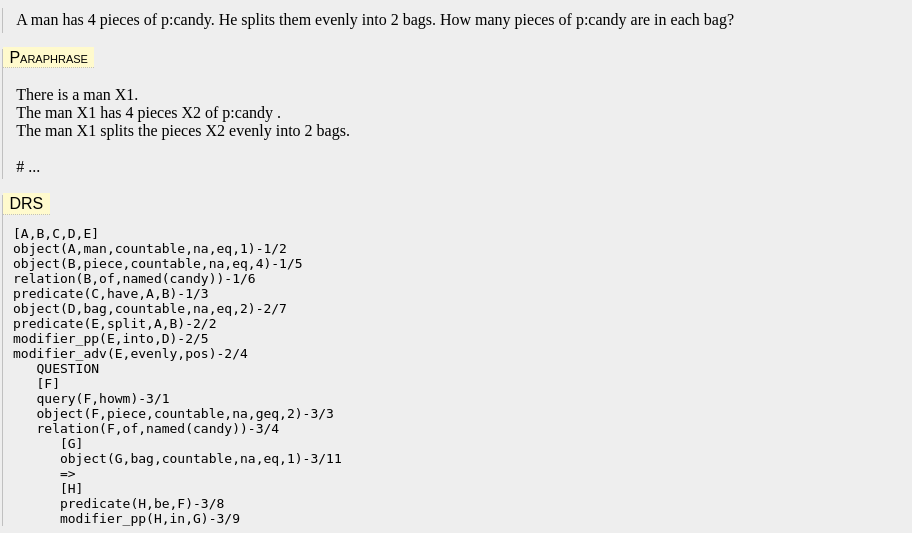 A man has 4 pieces of p:candy. He splits them evenly into 2 bags. How many pieces of p:candy are in each bag?
PARAPHRASE
There is a man X1.
The man X1 has 4 pieces X2 of p:candy .
The man X1 splits the pieces X2 evenly into 2 bags.
# ...
DRS
[A,B,C,D,E]
object(A,man,countable,na,eq,1)-1/2
object(B,piece,countable,na,eq,4)-1/5
relation(B,of,named(candy))-1/6
predicate(C,have,A,B)-1/3
object(D,bag,countable,na,eq,2)-2/7
predicate(E,split,A,B)-2/2
modifier_pp(E,into,D)-2/5
modifier_adv(E,evenly,pos)-2/4
QUESTION
[F]
query(F,howm)-3/1
object(F,piece,countable,na,geq,2)-3/3
relation(F,of,named(candy))-3/4
[G]
object(G,bag,countable,na,eq,1)-3/11
=>
[H]
predicate(H,be,F)-3/8
modifier_pp(H,in,G)-3/9